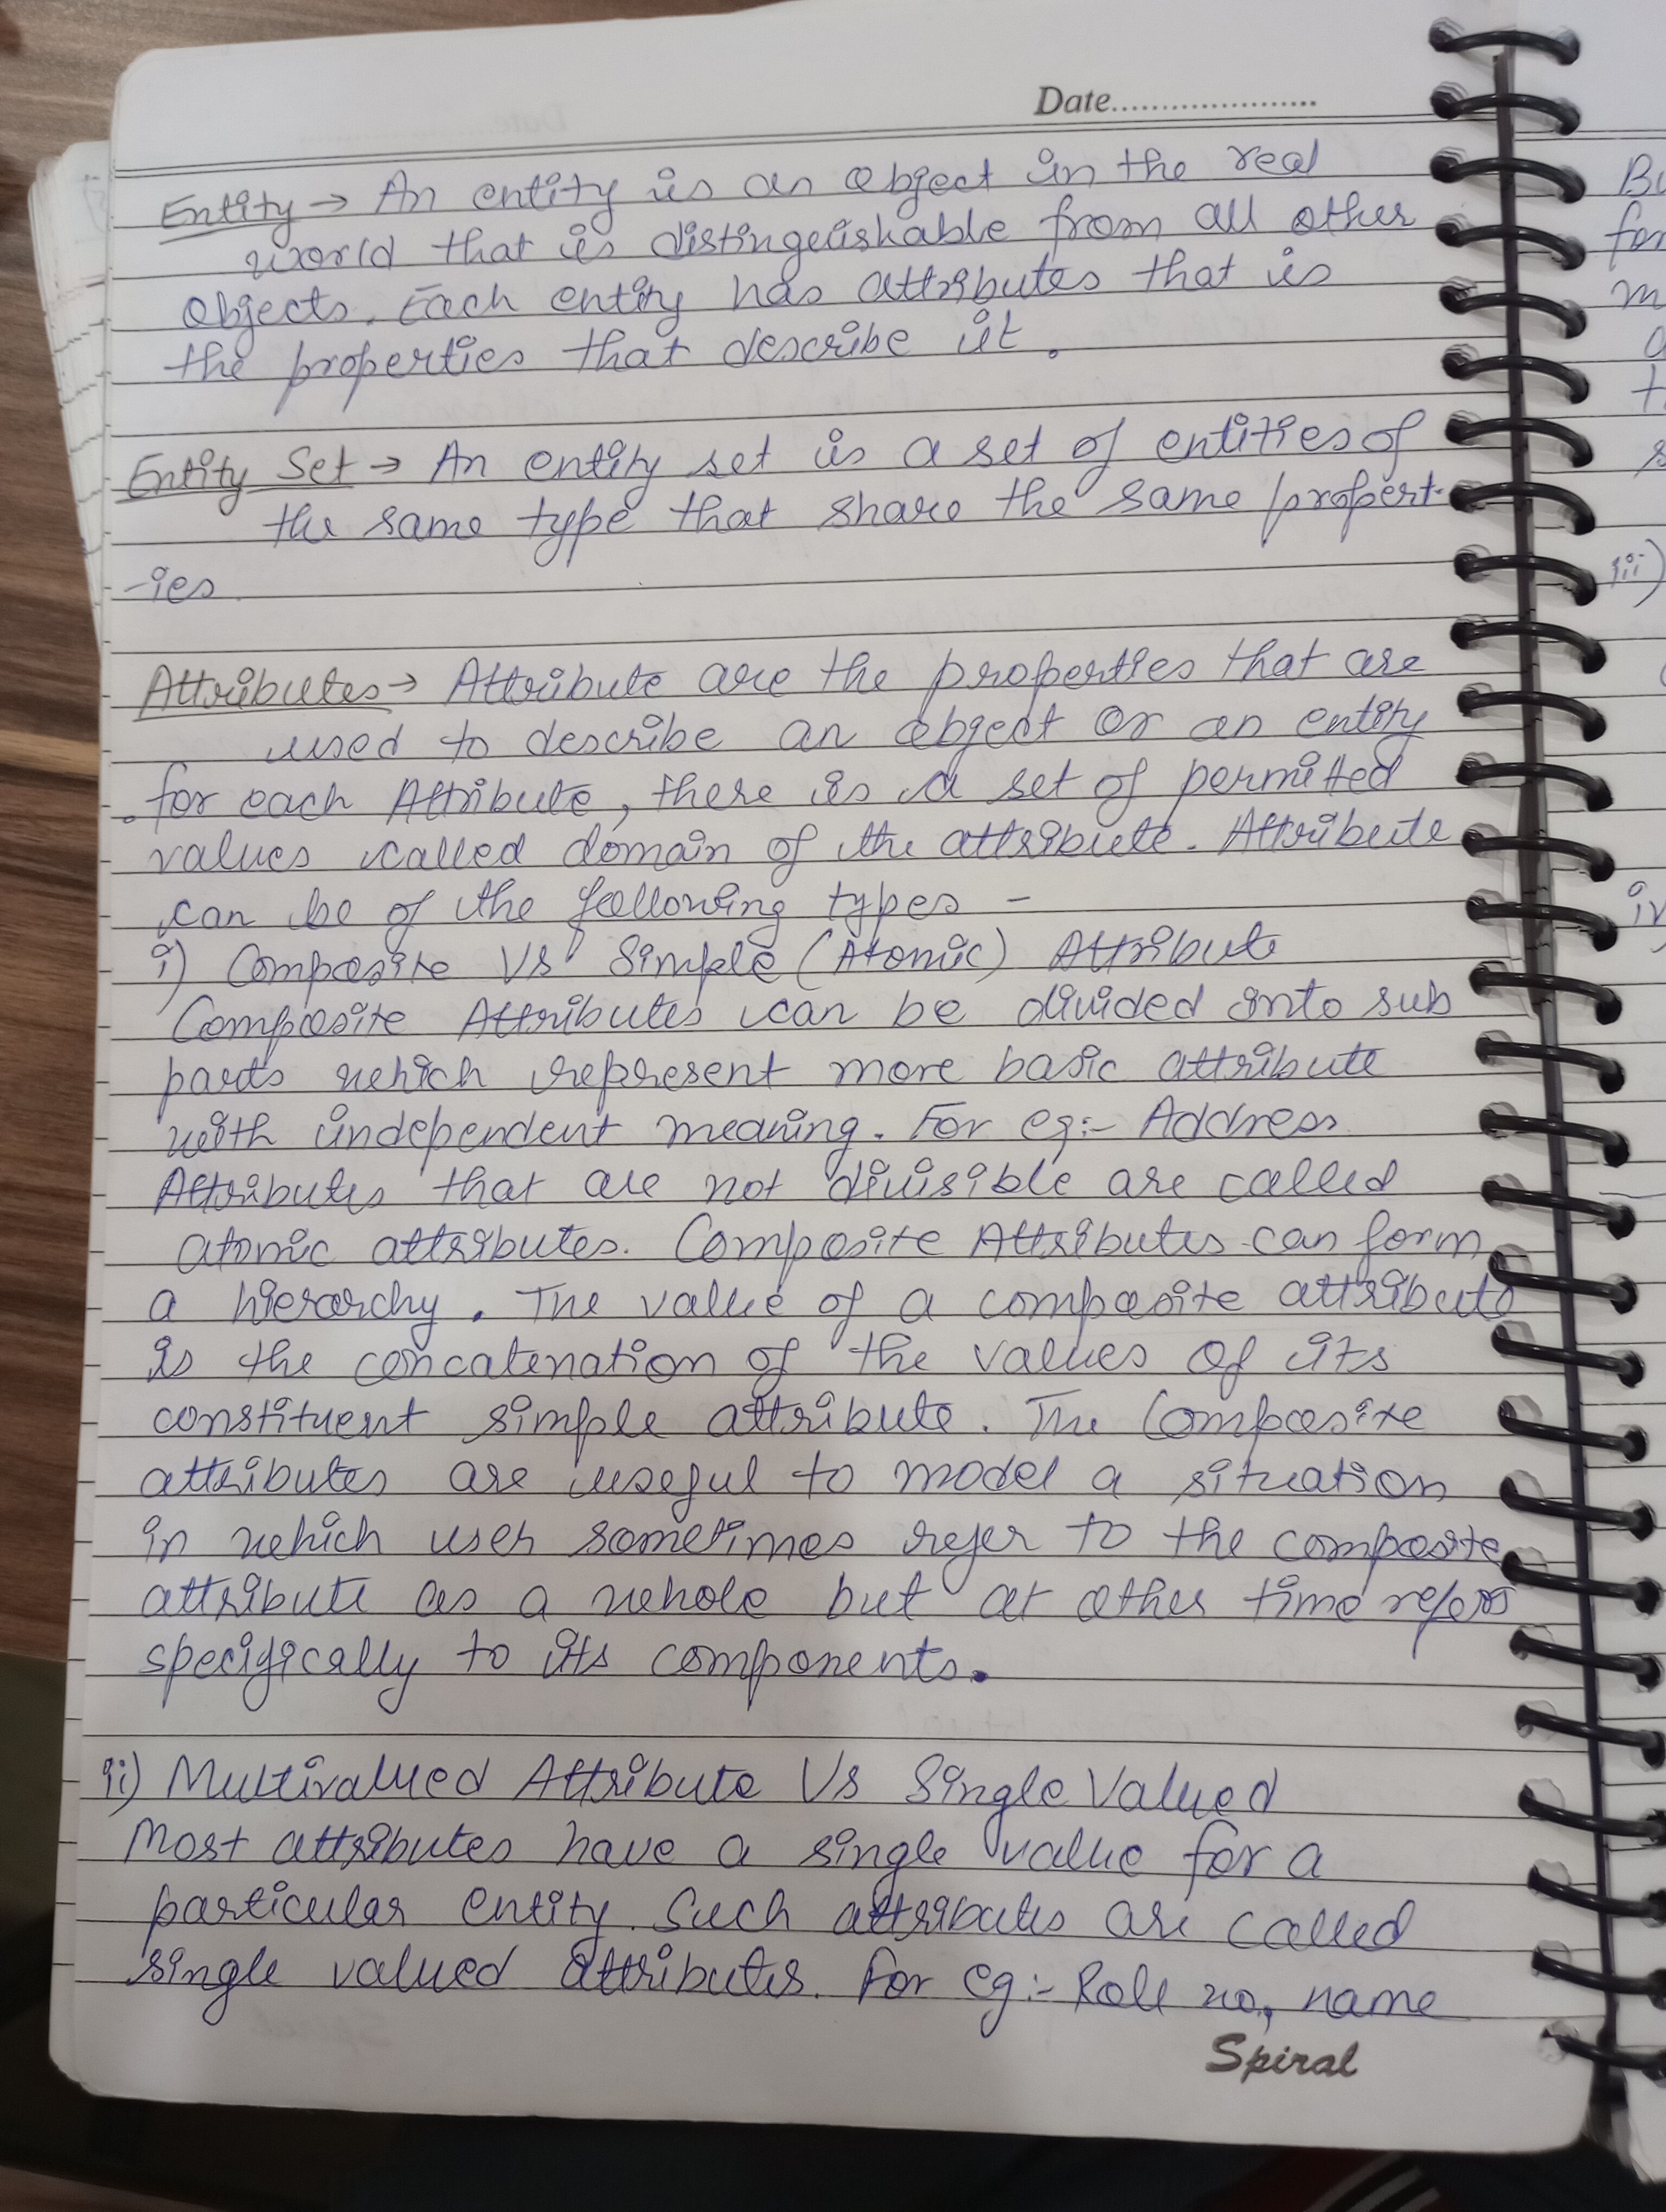 Date.....................
Entity → An entity is an object in the real
world that is distinguishable from all other
objects. Each entity has attributes that is
the properties that describe it.
Entity Set → An entity set is a set of entities of
the same type that share the same propert-
-ies.
Attributes → Attribute are the properties that are
used to describe an object or an entity
. for each Attribute, there is a set of permitted
values called domain of the attribute. Attribute
can be of the following types -
i) Composite Vs Simple (Atomic) Attribute
Composite Attributes can be divided into sub
parts which represent more basic attribute
with independent meaning. For eg:- Address
Attributes that are not divisible are called
atomic attributes. Composite Attributes can form
a hierarchy. The value of a composite attribute
is the concatenation of the values of its
constituent simple attribute. The Composite
attributes are useful to model a situation
in which user sometimes refer to the composite
attribute as a whole but at other time refers
specifically to its components.
ii) Multivalued Attribute Vs Single Valued
Most attributes have a single value for a
particular entity. Such attributes are called
single valued attributes. For eg:- Roll no, name
Spiral
Bu
for
m
a
t
s
iii)
iv